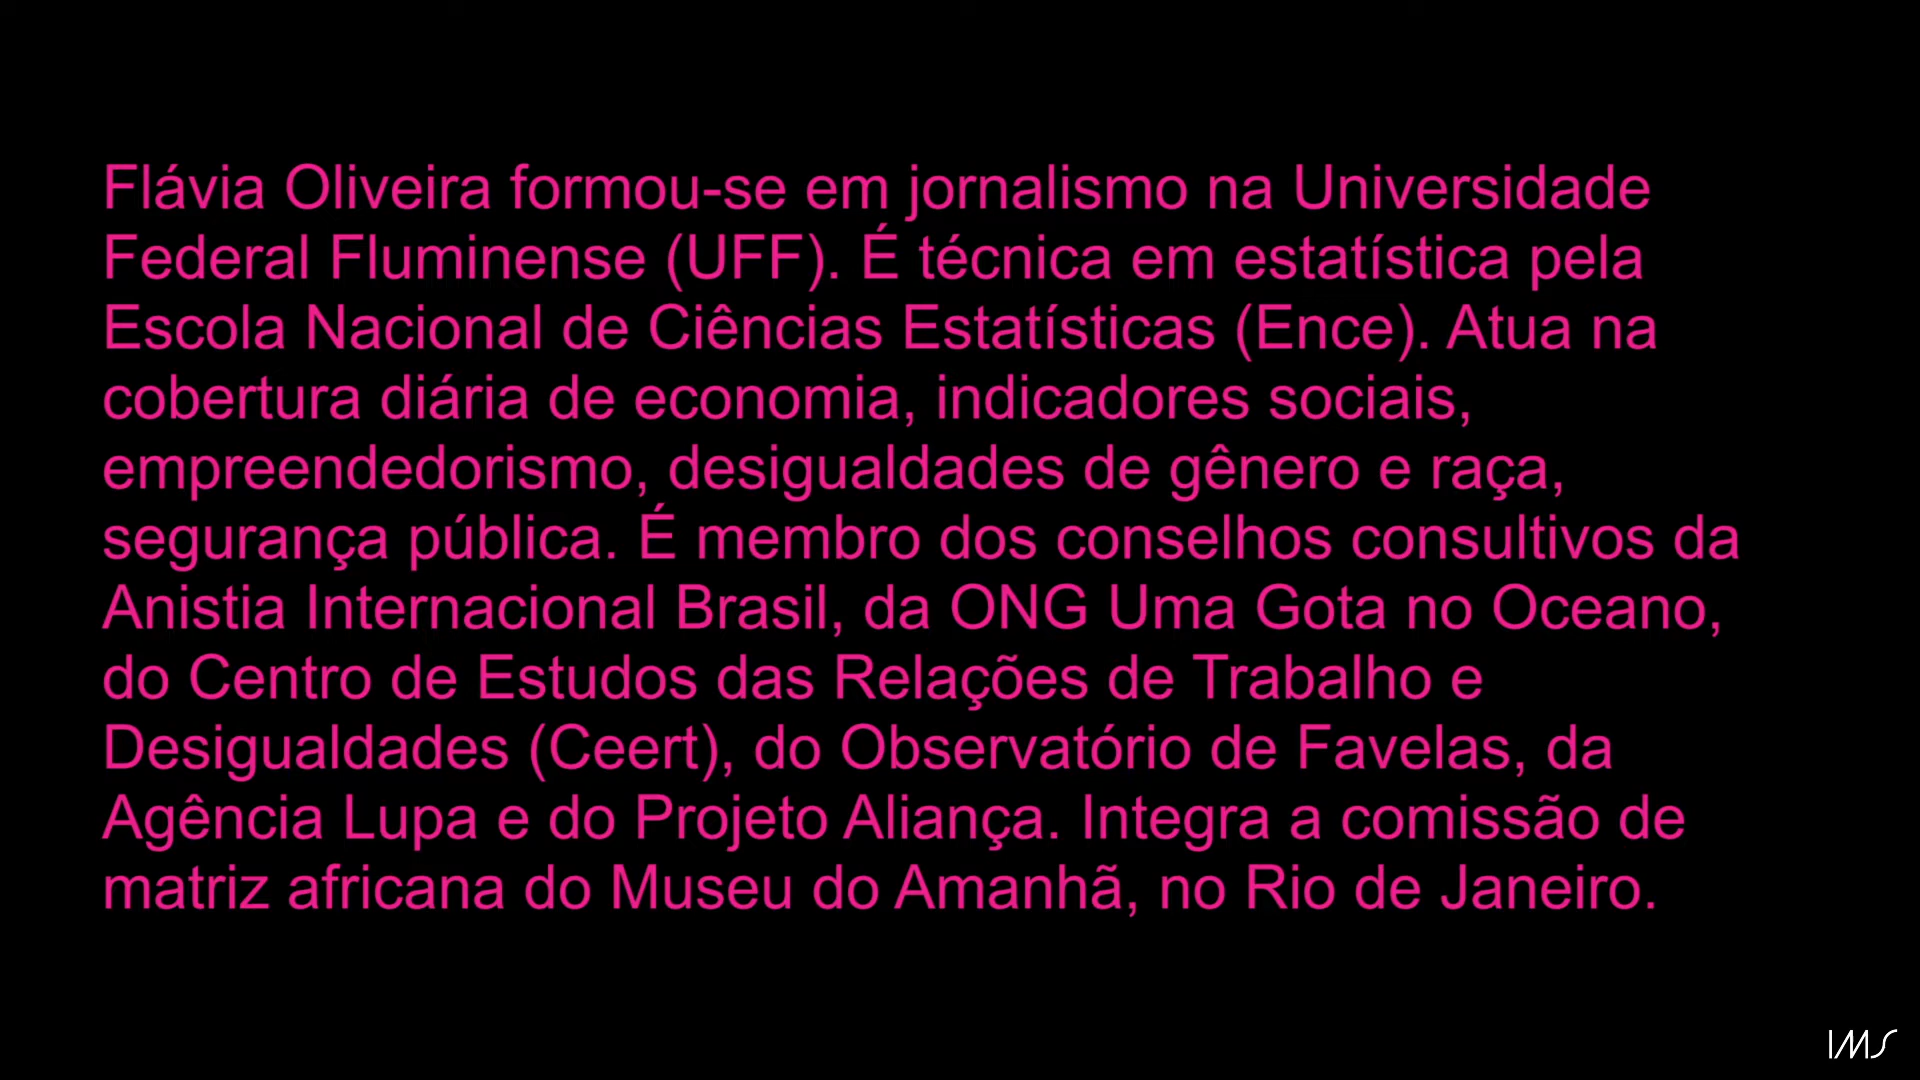 Flávia Oliveira formou-se em jornalismo na Universidade
Federal Fluminense (UFF). É técnica em estatística pela
Escola Nacional de Ciências Estatísticas (Ence). Atua na
cobertura diária de economia, indicadores sociais,
empreendedorismo, desigualdades de gênero e raça,
segurança pública. É membro dos conselhos consultivos da
Anistia Internacional Brasil, da ONG Uma Gota no Oceano,
do Centro de Estudos das Relações de Trabalho e
Desigualdades (Ceert), do Observatório de Favelas, da
Agência Lupa e do Projeto Aliança. Integra a comissão de
matriz africana do Museu do Amanhã, no Rio de Janeiro.
IMS